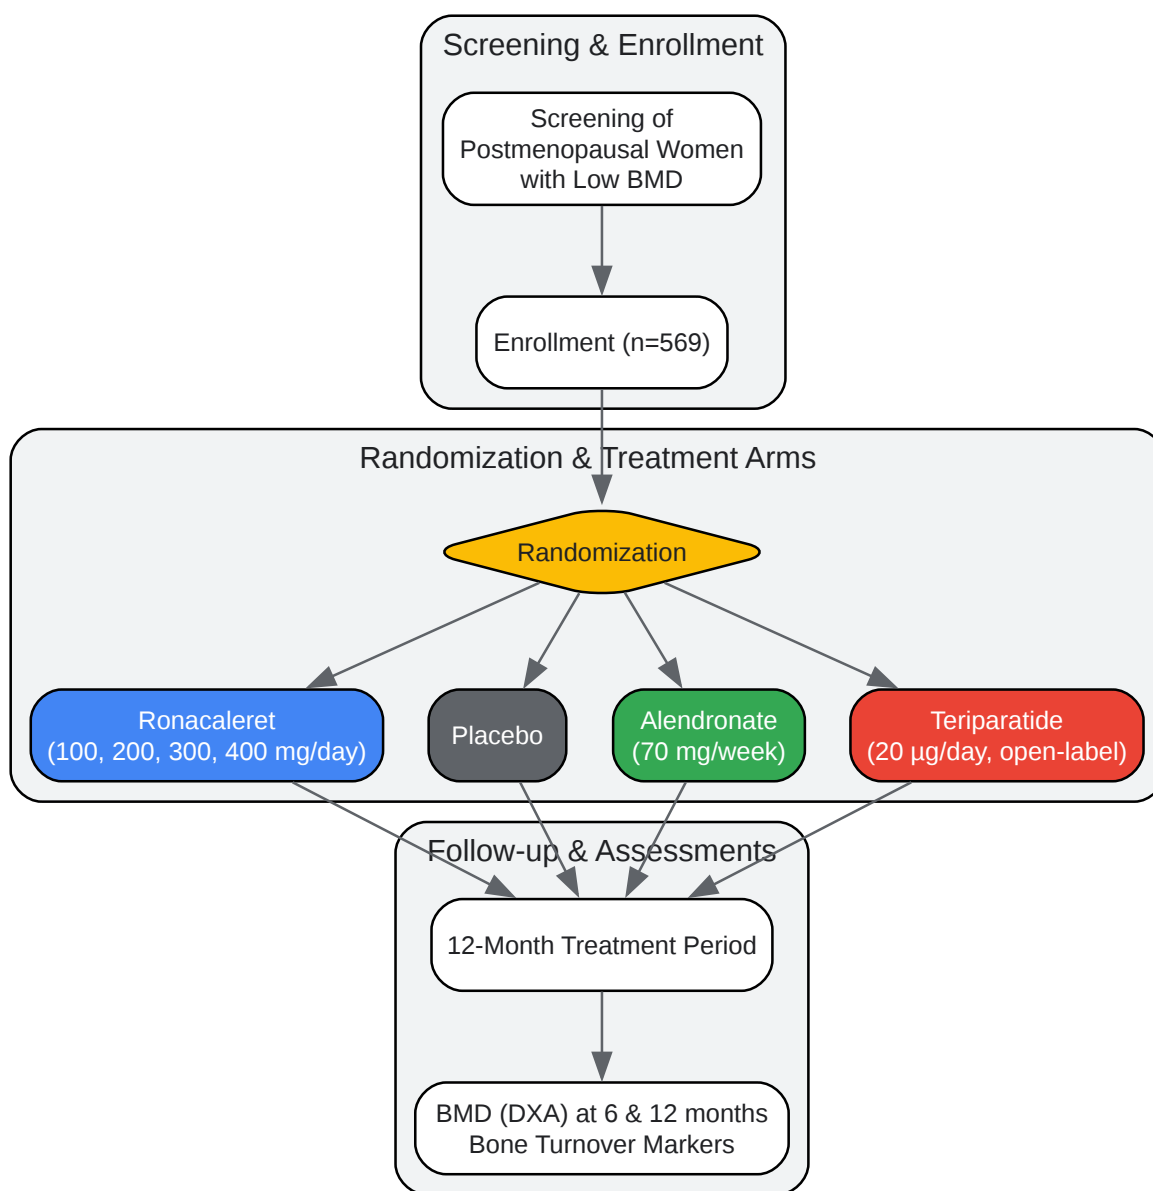 Screening & Enrollment
Screening of
Postmenopausal Women
with Low BMD
Enrollment (n=569)
Randomization & Treatment Arms
Randomization
Ronacaleret
(100, 200, 300, 400 mg/day)
Placebo
Alendronate
(70 mg/week)
Teriparatide
(20 µg/day, open-label)
Follow-up & Assessments
12-Month Treatment Period
BMD (DXA) at 6 & 12 months
Bone Turnover Markers